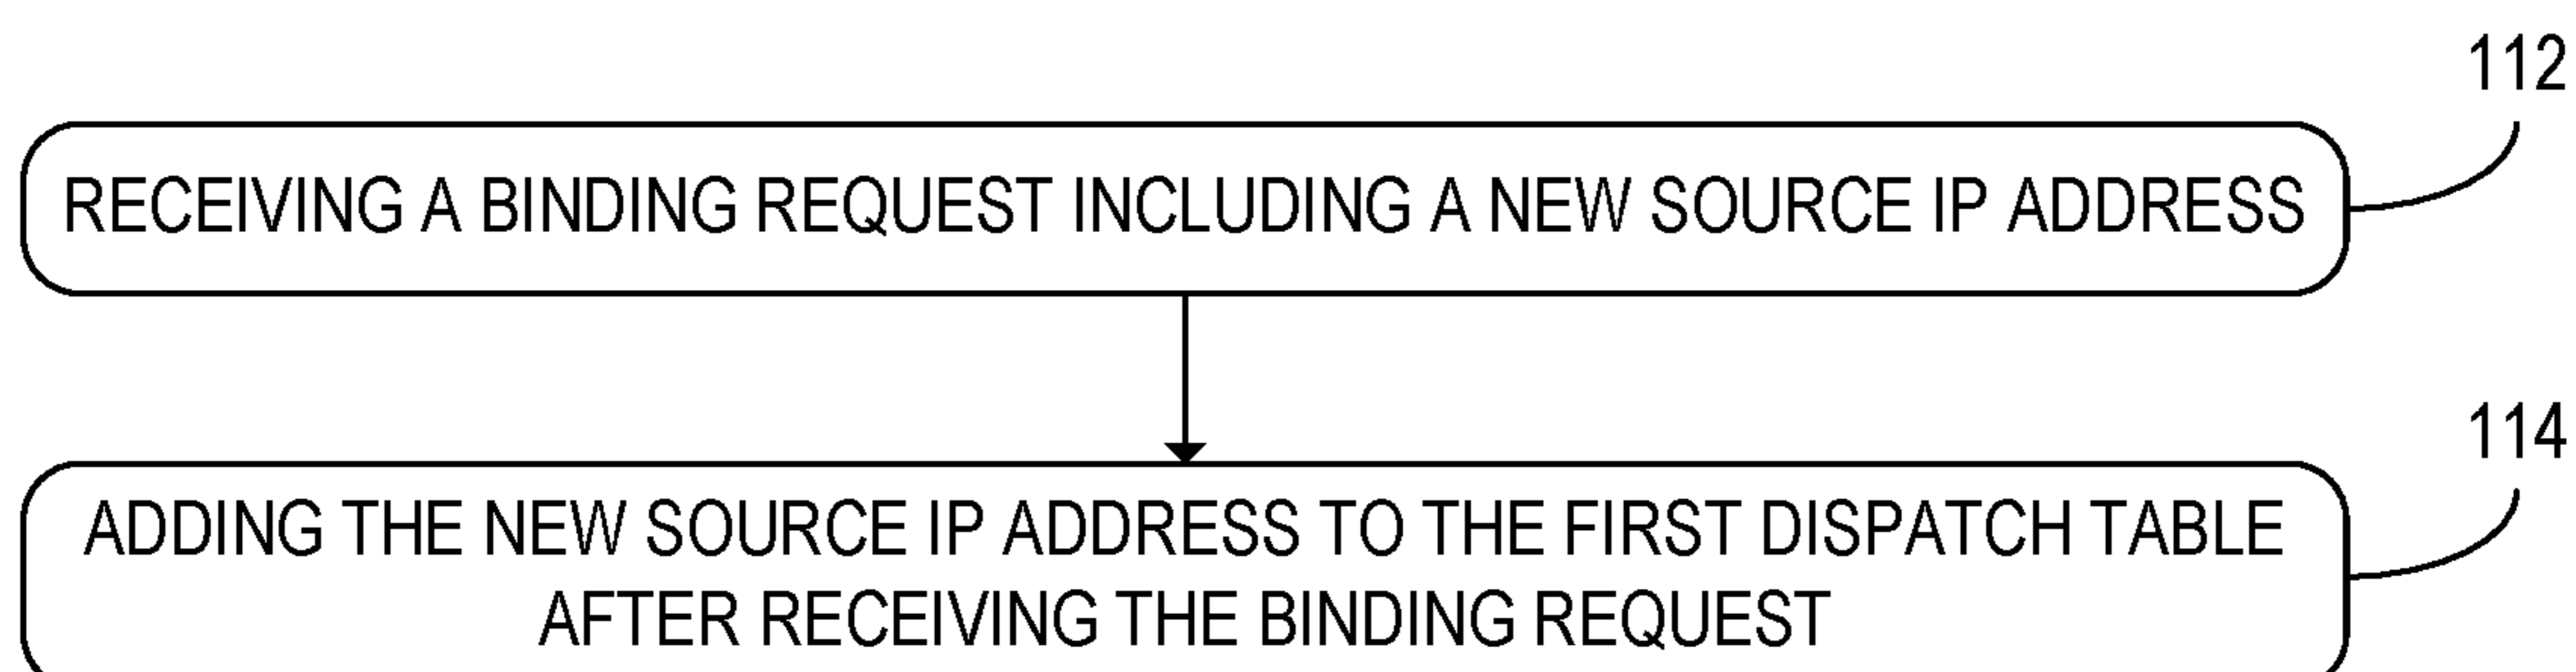 112
RECEIVING A BINDING REQUEST INCLUDING A NEW SOURCE IP ADDRESS
114
ADDING THE NEW SOURCE IP ADDRESS TO THE FIRST DISPATCH TABLE
AFTER RECEIVING THE BINDING REQUEST